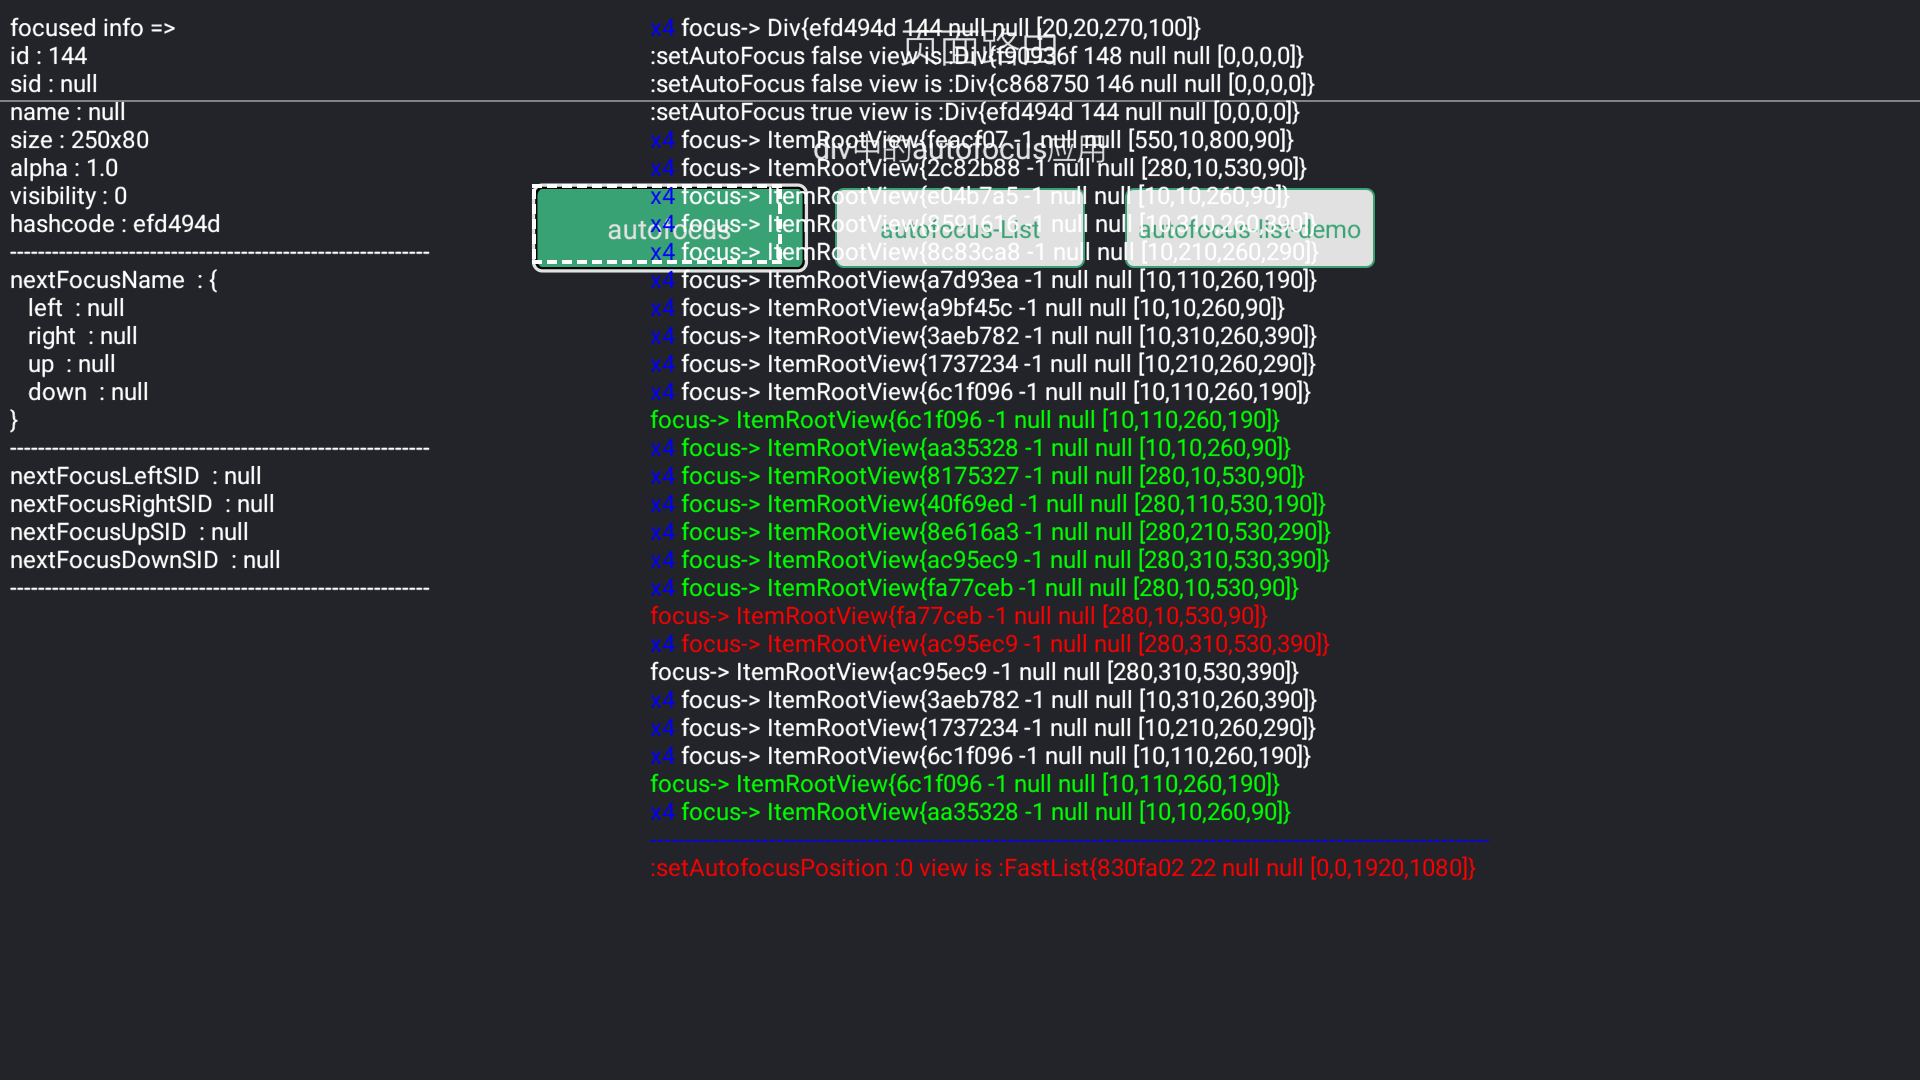 focused info =>
id : 144
sid : null
name : null
size : 250x80
alpha : 1.0
visibility : 0
hashcode : efd494d
------------------------------------------------------------
nextFocusName  : {
left  : null
right  : null
up  : null
down  : null
}
------------------------------------------------------------
nextFocusLeftSID  : null
nextFocusRightSID  : null
nextFocusUpSID  : null
nextFocusDownSID  : null
------------------------------------------------------------
页面路由
div中的autofocus应用
autofocus
autofocus-List
autofocus-list-demo
x4 focus-> Div{efd494d 144 null null [20,20,270,100]}
:setAutoFocus false view is :Div{f90936f 148 null null [0,0,0,0]}
:setAutoFocus false view is :Div{c868750 146 null null [0,0,0,0]}
:setAutoFocus true view is :Div{efd494d 144 null null [0,0,0,0]}
x4 focus-> ItemRootView{feacf07 -1 null null [550,10,800,90]}
x4 focus-> ItemRootView{2c82b88 -1 null null [280,10,530,90]}
x4 focus-> ItemRootView{e04b7a5 -1 null null [10,10,260,90]}
x4 focus-> ItemRootView{8591616 -1 null null [10,310,260,390]}
x4 focus-> ItemRootView{8c83ca8 -1 null null [10,210,260,290]}
x4 focus-> ItemRootView{a7d93ea -1 null null [10,110,260,190]}
x4 focus-> ItemRootView{a9bf45c -1 null null [10,10,260,90]}
x4 focus-> ItemRootView{3aeb782 -1 null null [10,310,260,390]}
x4 focus-> ItemRootView{1737234 -1 null null [10,210,260,290]}
x4 focus-> ItemRootView{6c1f096 -1 null null [10,110,260,190]}
focus-> ItemRootView{6c1f096 -1 null null [10,110,260,190]}
x4 focus-> ItemRootView{aa35328 -1 null null [10,10,260,90]}
x4 focus-> ItemRootView{8175327 -1 null null [280,10,530,90]}
x4 focus-> ItemRootView{40f69ed -1 null null [280,110,530,190]}
x4 focus-> ItemRootView{8e616a3 -1 null null [280,210,530,290]}
x4 focus-> ItemRootView{ac95ec9 -1 null null [280,310,530,390]}
x4 focus-> ItemRootView{fa77ceb -1 null null [280,10,530,90]}
focus-> ItemRootView{fa77ceb -1 null null [280,10,530,90]}
x4 focus-> ItemRootView{ac95ec9 -1 null null [280,310,530,390]}
focus-> ItemRootView{ac95ec9 -1 null null [280,310,530,390]}
x4 focus-> ItemRootView{3aeb782 -1 null null [10,310,260,390]}
x4 focus-> ItemRootView{1737234 -1 null null [10,210,260,290]}
x4 focus-> ItemRootView{6c1f096 -1 null null [10,110,260,190]}
focus-> ItemRootView{6c1f096 -1 null null [10,110,260,190]}
x4 focus-> ItemRootView{aa35328 -1 null null [10,10,260,90]}
------------------------------------------------------------------------------------------------------------------------
:setAutofocusPosition :0 view is :FastList{830fa02 22 null null [0,0,1920,1080]}